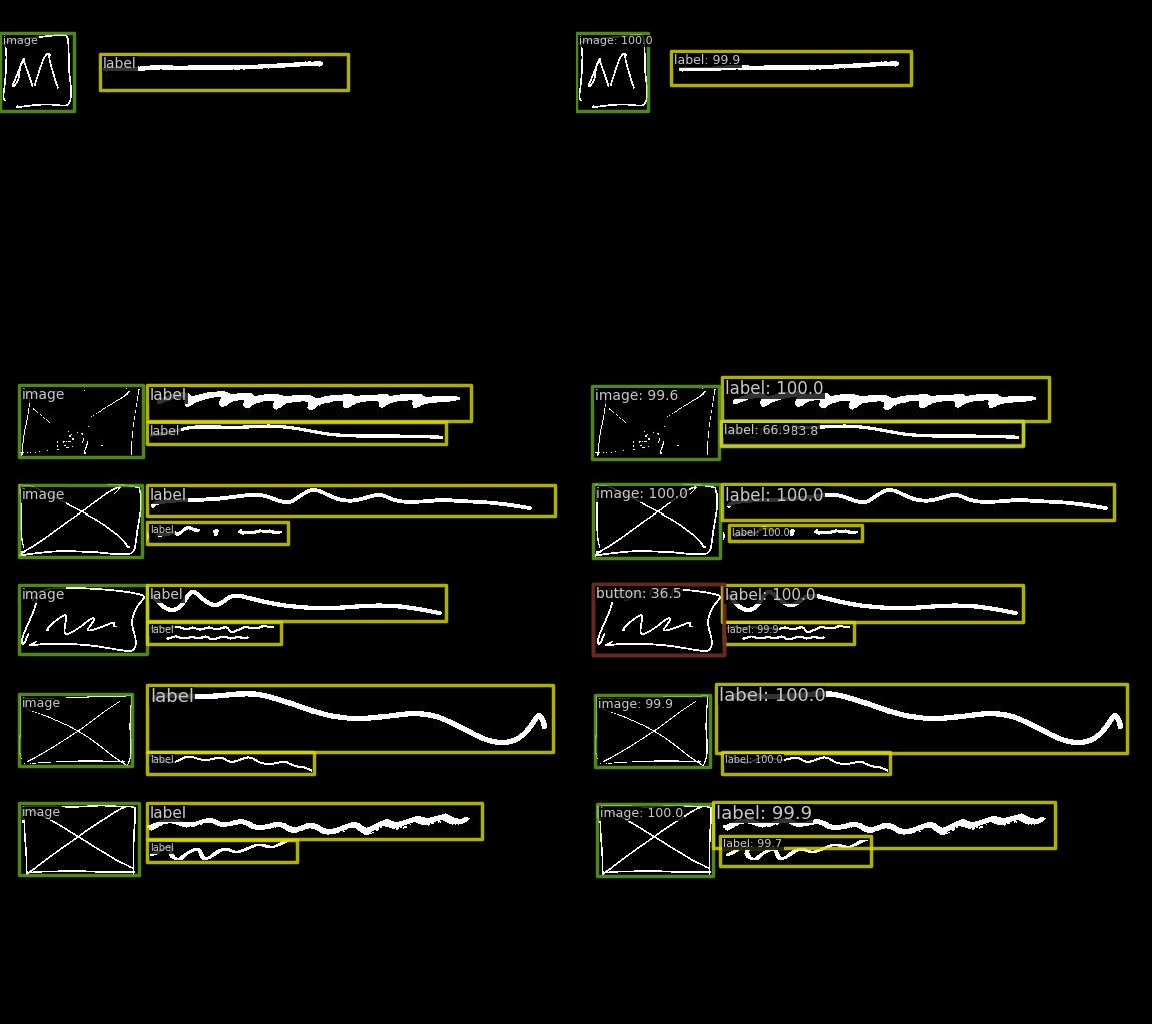 image image: 100.0
label label: 99.9
image label image: 99.6 label: 100.0
label label: 66.983.8
image label image: 100.0 label: 100.0
label label: 100.0
image label button: 36.5 label: 100.0
label label: 99.9
image label image: 99.9 label: 100.0
label label: 100.0
image label image: 100.0 label: 99.9
label label: 99.7